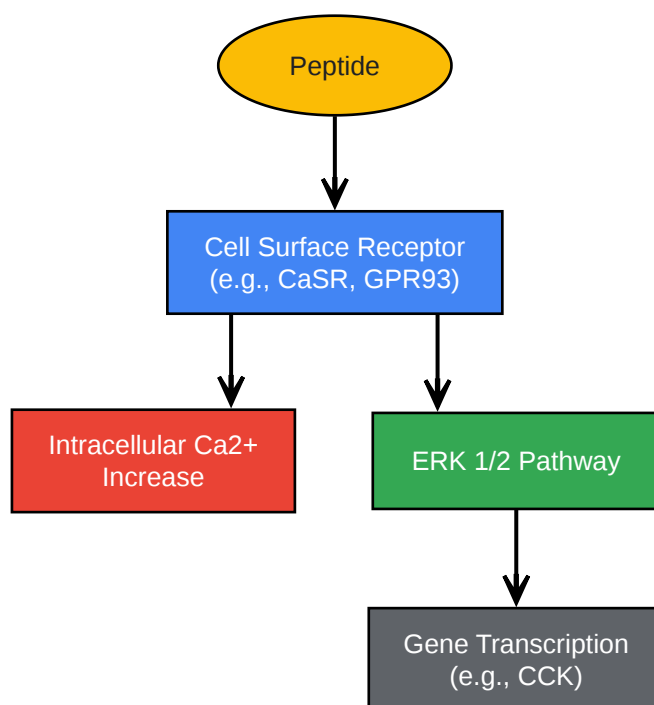 Peptide
Cell Surface Receptor
(e.g., CaSR, GPR93)
Intracellular Ca2+
Increase
ERK 1/2 Pathway
Gene Transcription
(e.g., CCK)